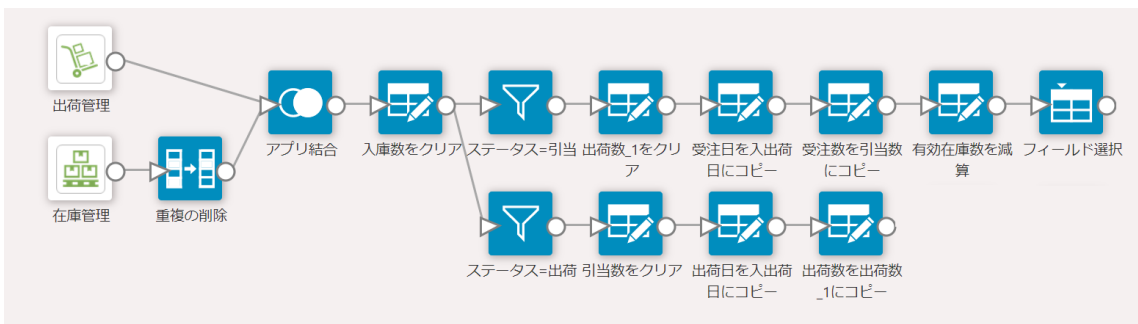 出荷管理
アプリ結合
入庫数をクリア
ステータス=引当
出荷数_1をクリ
ア
受注日を入出荷
日にコピー
受注数を引当数
にコピー
有効在庫数を減
算
フィールド選択
在庫管理
重複の削除
ステータス=出荷
引当数をクリア
出荷日を入出荷
日にコピー
出荷数を出荷数
_1にコピー